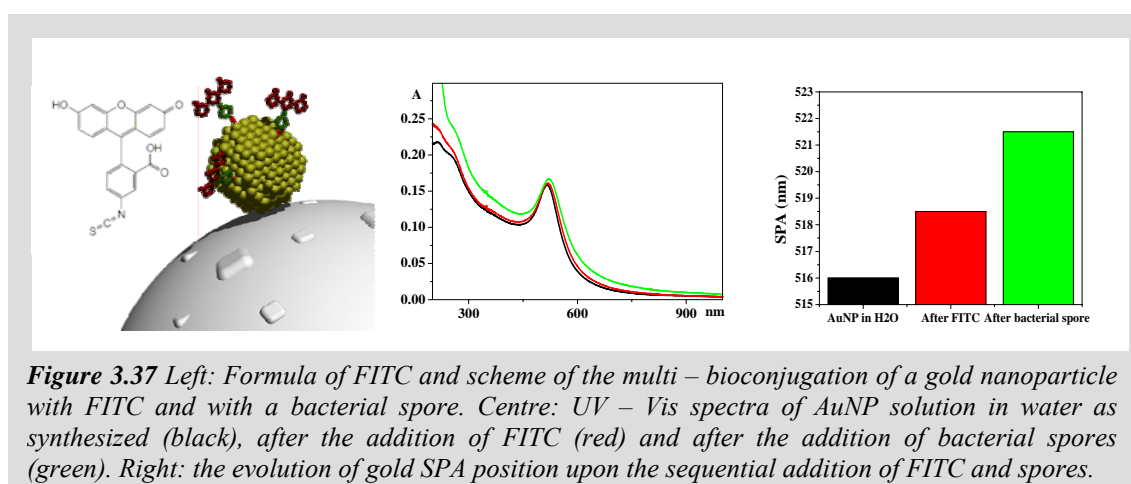 HO
O
O
OH
O
N
S=C
A
0.25
0.20
0.15
0.10
0.05
0.00
300
600
900
nm
SPA (nm)
523
522
521
520
519
518
517
516
515
AuNP in H2O
After FITC
After bacterial spore
Figure 3.37 Left: Formula of FITC and scheme of the multi – bioconjugation of a gold nanoparticle
with FITC and with a bacterial spore. Centre: UV – Vis spectra of AuNP solution in water as
synthesized (black), after the addition of FITC (red) and after the addition of bacterial spores
(green). Right: the evolution of gold SPA position upon the sequential addition of FITC and spores.